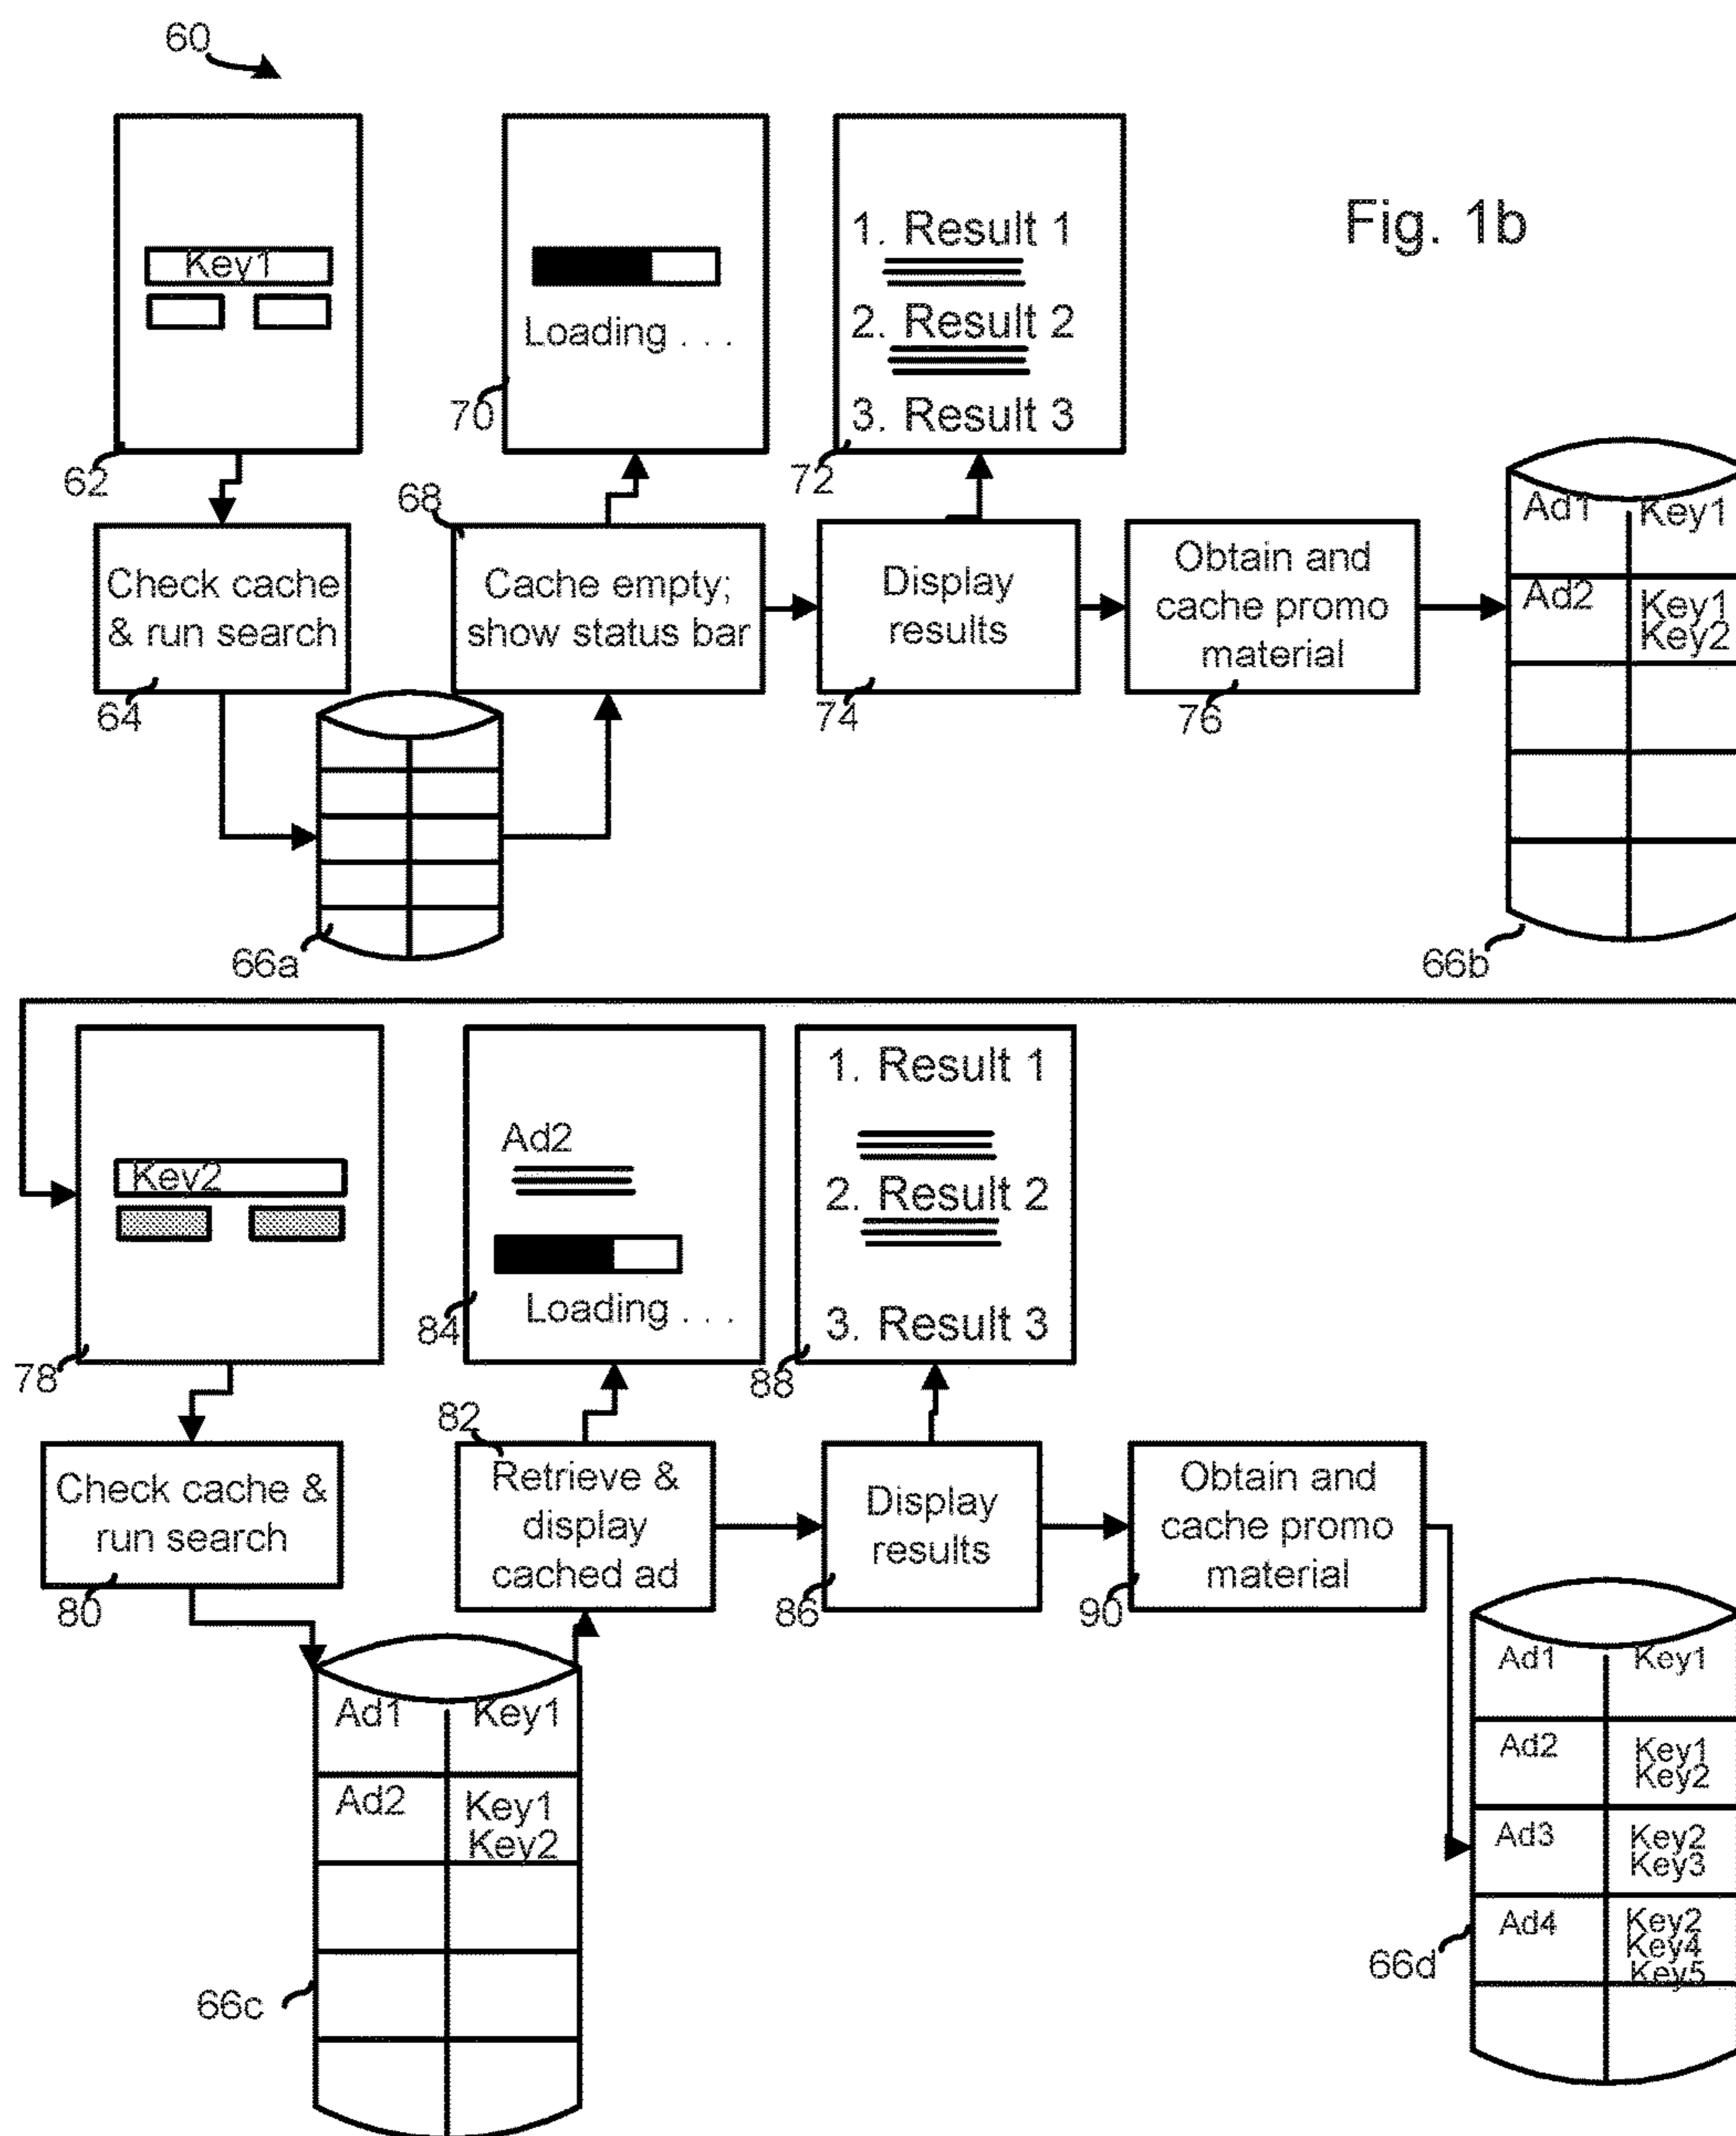 60
Fig. 1b
Key1
Loading . . .
1. Result 1
2. Result 2
3. Result 3
62
70
72
68
Check cache
& run search
Cache empty;
show status bar
Display
results
Obtain and
cache promo
material
Ad1 Key1
Ad2 Key1
Key2
64
74
76
66a
66b
Key2
Ad2
Loading . . .
1. Result 1
2. Result 2
3. Result 3
78
84
88
82
Check cache &
run search
Retrieve &
display
cached ad
Display
results
Obtain and
cache promo
material
80
86
90
Ad1 Key1
Ad2 Key1
Key2
66c
Ad1 Key1
Ad2 Key1
Key2
Ad3 Key2
Key3
Ad4 Key2
Key4
Key5
66d